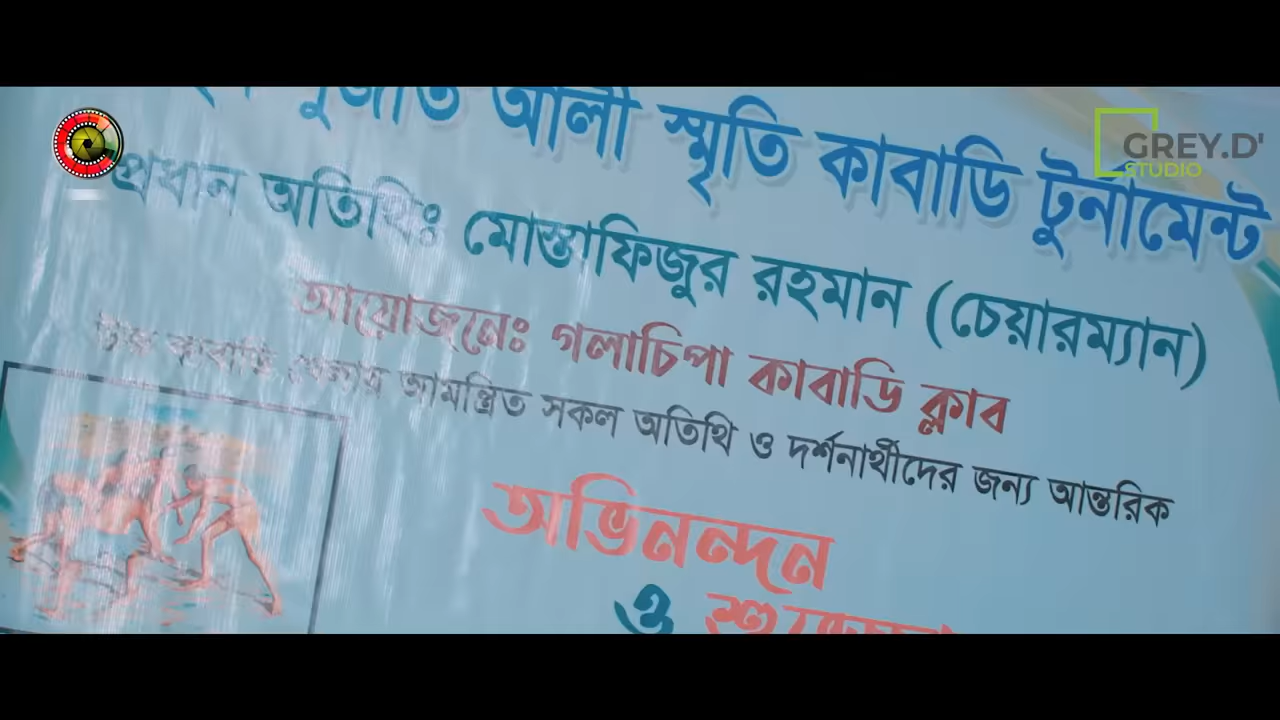 আলী স্মৃতি কাবাডি টুর্নামেন্ট
GREY.D'
STUDIO
প্রধান অতিথিঃ মোস্তাফিজুর রহমান (চেয়ারম্যান)
আয়োজনেঃ গলাচিপা কাবাডি ক্লাব
কাবাডি খেলায় আমন্ত্রিত সকল অতিথি ও দর্শনার্থীদের জন্য আন্তরিক
অভিনন্দন
ও